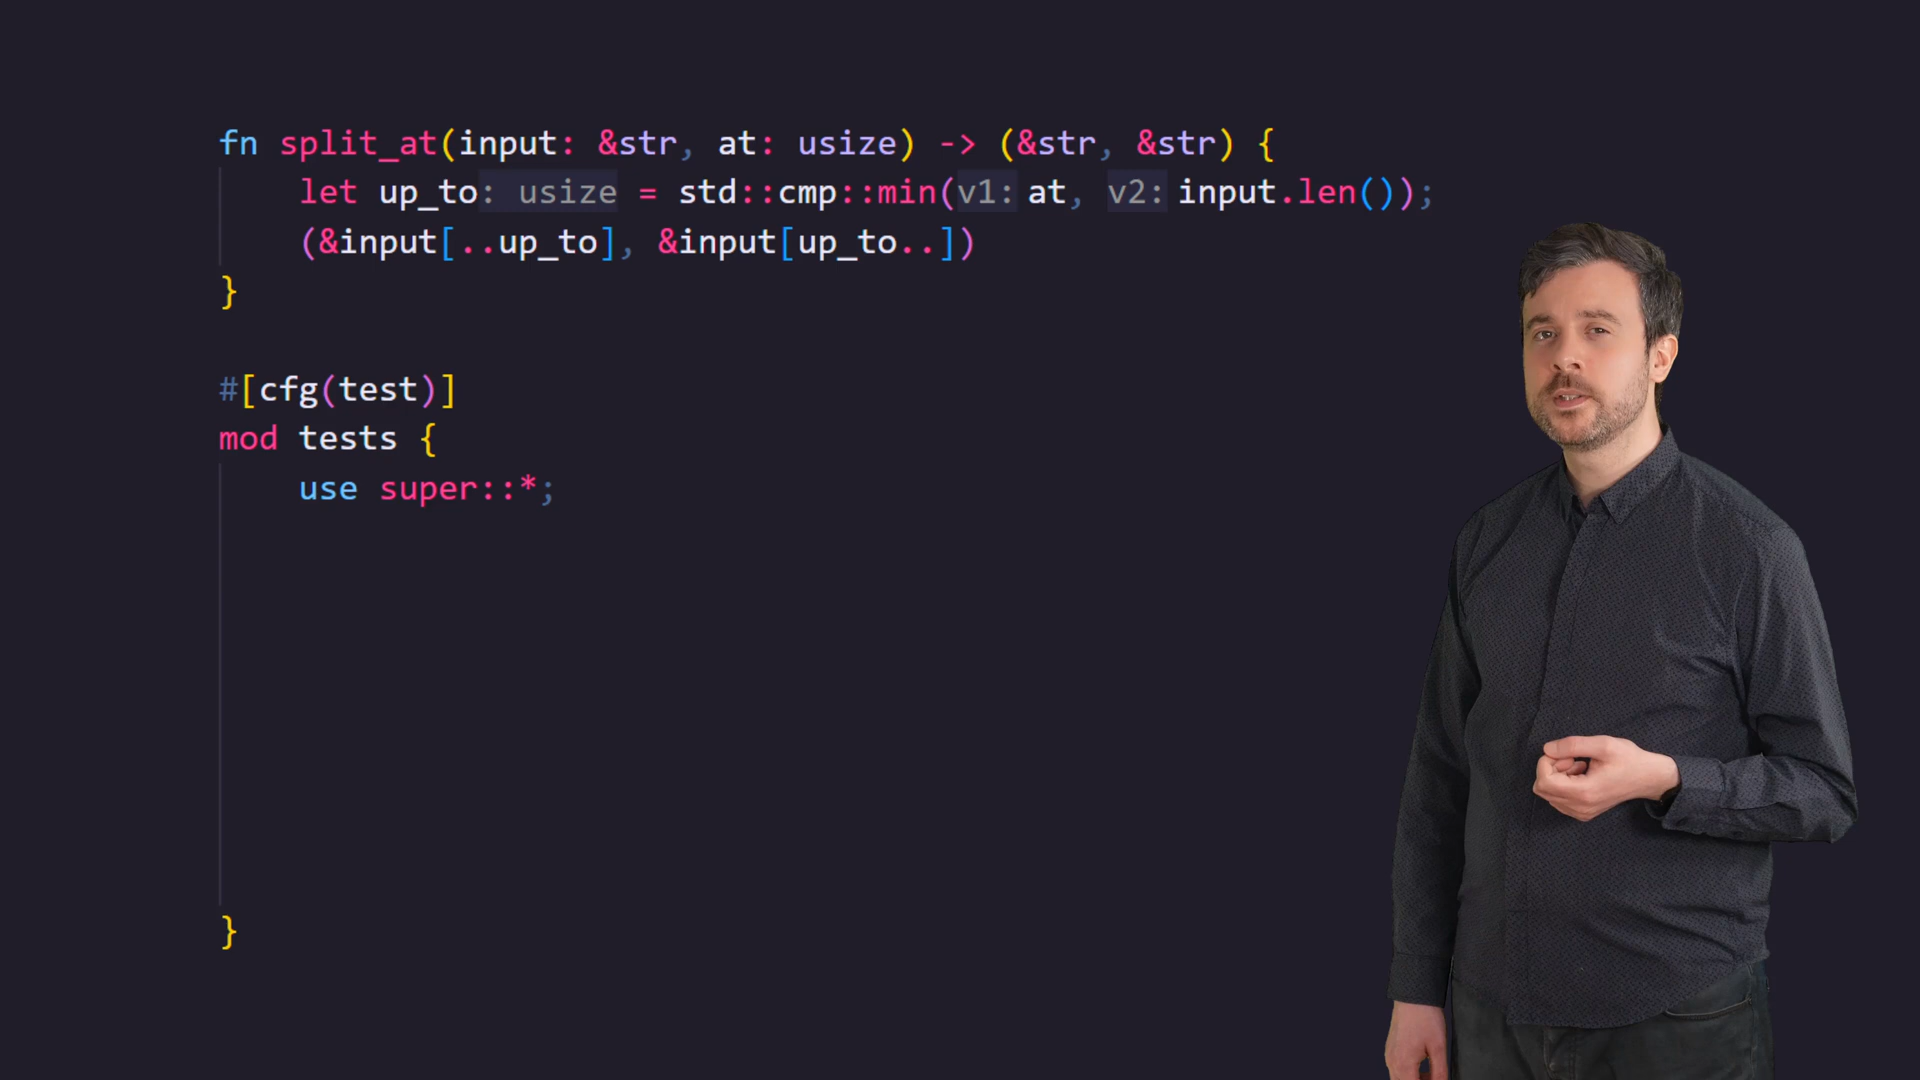 fn split_at(input: &str, at: usize) -> (&str, &str) {
    let up_to: usize = std::cmp::min(v1: at, v2: input.len());
    (&input[..up_to], &input[up_to..])
}
#[cfg(test)]
mod tests {
    use super::*;
}